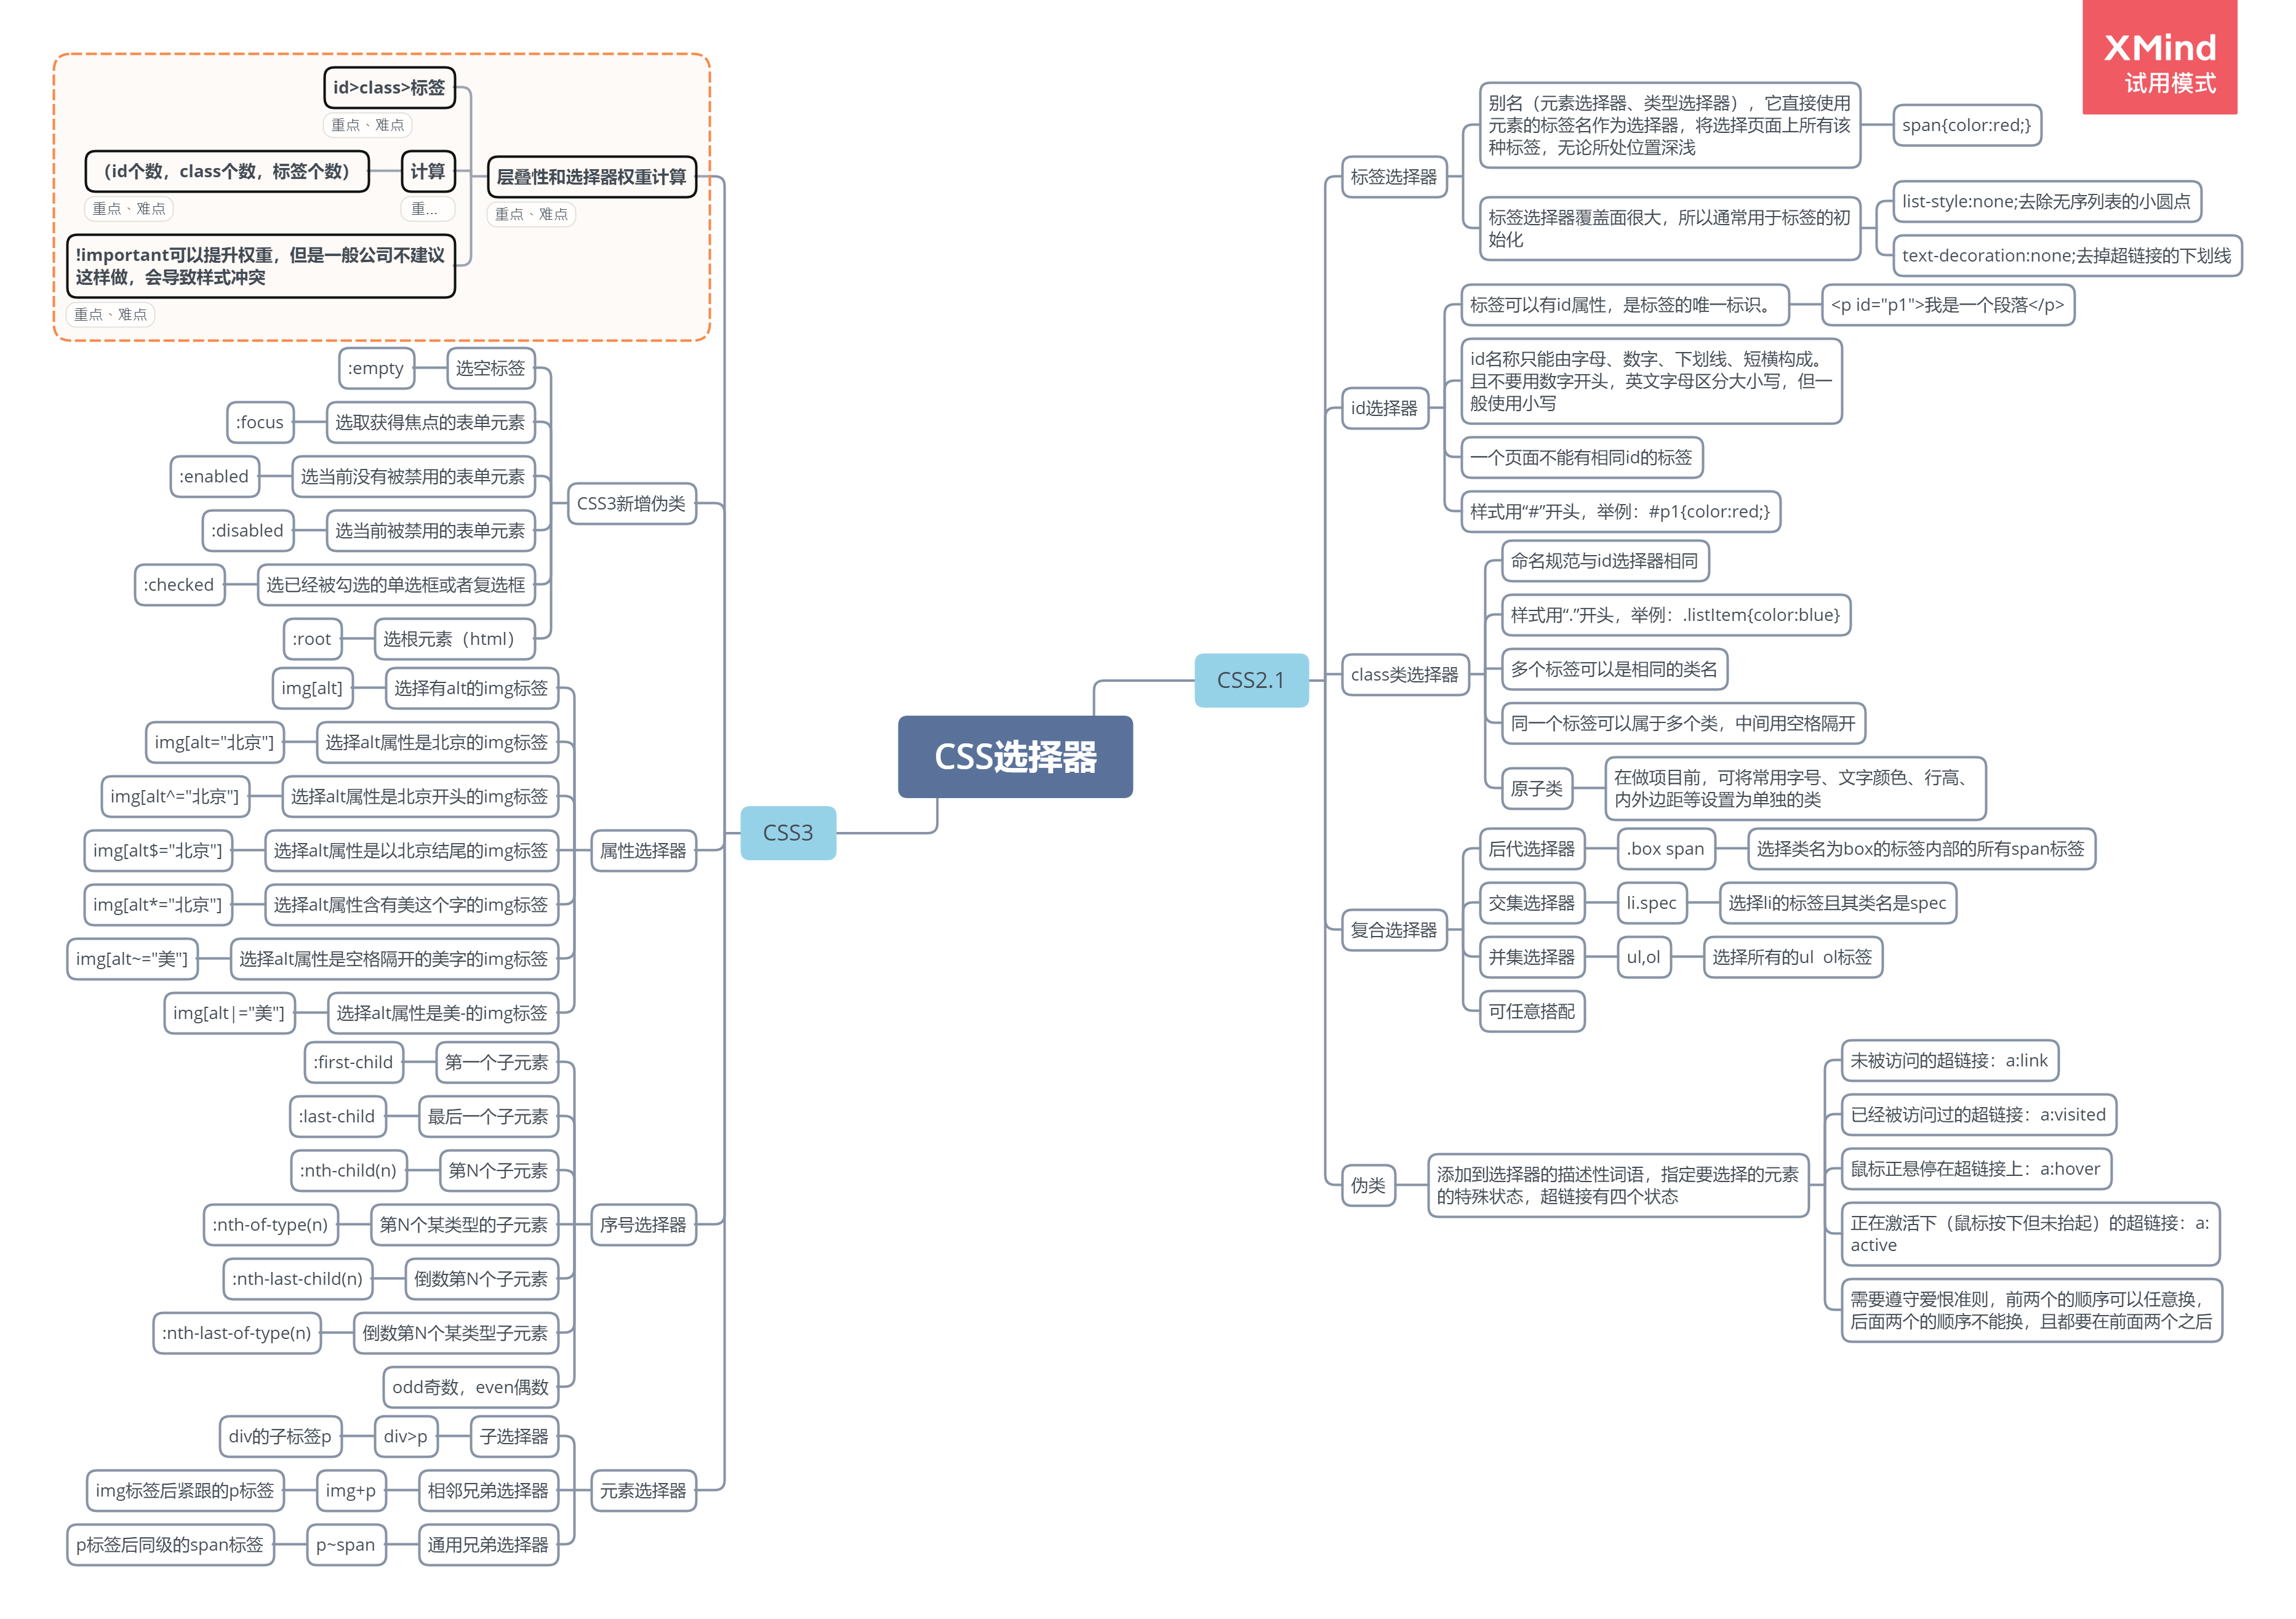 XMind
试用模式
CSS选择器
CSS2.1
标签选择器
别名（元素选择器、类型选择器），它直接使用
元素的标签名作为选择器，将选择页面上所有该
种标签，无论所处位置深浅
span{color:red;}
标签选择器覆盖面很大，所以通常用于标签的初
始化
list-style:none;去除无序列表的小圆点
text-decoration:none;去掉超链接的下划线
id选择器
标签可以有id属性，是标签的唯一标识。
<p id="p1">我是一个段落</p>
id名称只能由字母、数字、下划线、短横构成。
且不要用数字开头，英文字母区分大小写，但一
般使用小写
一个页面不能有相同id的标签
样式用“#”开头，举例：#p1{color:red;}
class类选择器
命名规范与id选择器相同
样式用“.”开头，举例：.listItem{color:blue}
多个标签可以是相同的类名
同一个标签可以属于多个类，中间用空格隔开
原子类
在做项目前，可将常用字号、文字颜色、行高、
内外边距等设置为单独的类
复合选择器
后代选择器
.box span
选择类名为box的标签内部的所有span标签
交集选择器
li.spec
选择li的标签且其类名是spec
并集选择器
ul,ol
选择所有的ul  ol标签
可任意搭配
伪类
添加到选择器的描述性词语，指定要选择的元素
的特殊状态，超链接有四个状态
未被访问的超链接：a:link
已经被访问过的超链接：a:visited
鼠标正悬停在超链接上：a:hover
正在激活下（鼠标按下但未抬起）的超链接：a:
active
需要遵守爱恨准则，前两个的顺序可以任意换，
后面两个的顺序不能换，且都要在前面两个之后
CSS3
层叠性和选择器权重计算
重点、难点
id>class>标签
重点、难点
计算
重...
（id个数，class个数，标签个数）
重点、难点
!important可以提升权重，但是一般公司不建议
这样做，会导致样式冲突
重点、难点
CSS3新增伪类
选空标签
:empty
选取获得焦点的表单元素
:focus
选当前没有被禁用的表单元素
:enabled
选当前被禁用的表单元素
:disabled
选已经被勾选的单选框或者复选框
:checked
选根元素（html）
:root
属性选择器
选择有alt的img标签
img[alt]
选择alt属性是北京的img标签
img[alt="北京"]
选择alt属性是北京开头的img标签
img[alt^="北京"]
选择alt属性是以北京结尾的img标签
img[alt$="北京"]
选择alt属性含有美这个字的img标签
img[alt*="北京"]
选择alt属性是空格隔开的美字的img标签
img[alt~="美"]
选择alt属性是美-的img标签
img[alt|="美"]
序号选择器
第一个子元素
:first-child
最后一个子元素
:last-child
第N个子元素
:nth-child(n)
第N个某类型的子元素
:nth-of-type(n)
倒数第N个子元素
:nth-last-child(n)
倒数第N个某类型子元素
:nth-last-of-type(n)
odd奇数，even偶数
元素选择器
子选择器
div>p
div的子标签p
相邻兄弟选择器
img+p
img标签后紧跟的p标签
通用兄弟选择器
p~span
p标签后同级的span标签